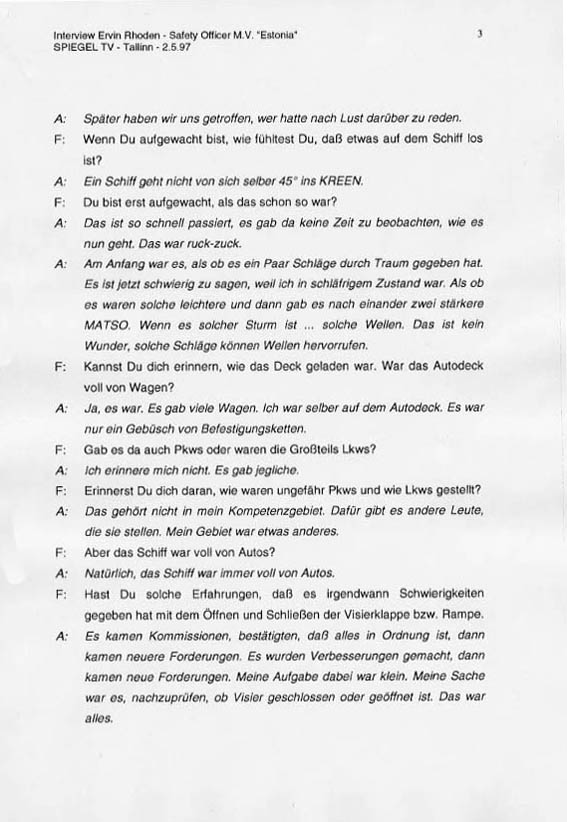 Interview Ervin Rhoden - Safety Officer M.V. "Estonia" 3
SPIEGEL TV - Tallinn - 2.5.97
A: Später haben wir uns getroffen, wer hatte nach Lust darüber zu reden.
F: Wenn Du aufgewacht bist, wie fühltest Du, daß etwas auf dem Schiff los
ist?
A: Ein Schiff geht nicht von sich selber 45° ins KREEN.
F: Du bist erst aufgewacht, als das schon so war?
A: Das ist so schnell passiert, es gab da keine Zeit zu beobachten, wie es
nun geht. Das war ruck-zuck.
A: Am Anfang war es, als ob es ein Paar Schläge durch Traum gegeben hat.
Es ist jetzt schwierig zu sagen, weil ich in schläfrigem Zustand war. Als ob
es waren solche leichtere und dann gab es nach einander zwei stärkere
MATSO. Wenn es solcher Sturm ist ... solche Wellen. Das ist kein
Wunder, solche Schläge können Wellen hervorrufen.
F: Kannst Du dich erinnern, wie das Deck geladen war. War das Autodeck
voll von Wagen?
A: Ja, es war. Es gab viele Wagen. Ich war selber auf dem Autodeck. Es war
nur ein Gebüsch von Befestigungsketten.
F: Gab es da auch Pkws oder waren die Großteils Lkws?
A: Ich erinnere mich nicht. Es gab jegliche.
F: Erinnerst Du dich daran, wie waren ungefähr Pkws und wie Lkws gestellt?
A: Das gehört nicht in mein Kompetenzgebiet. Dafür gibt es andere Leute,
die sie stellen. Mein Gebiet war etwas anderes.
F: Aber das Schiff war voll von Autos?
A: Natürlich, das Schiff war immer voll von Autos.
F: Hast Du solche Erfahrungen, daß es irgendwann Schwierigkeiten
gegeben hat mit dem Öffnen und Schließen der Visierklappe bzw. Rampe.
A: Es kamen Kommissionen, bestätigten, daß alles in Ordnung ist, dann
kamen neuere Forderungen. Es wurden Verbesserungen gemacht, dann
kamen neue Forderungen. Meine Aufgabe dabei war klein. Meine Sache
war es, nachzuprüfen, ob Visier geschlossen oder geöffnet ist. Das war
alles.